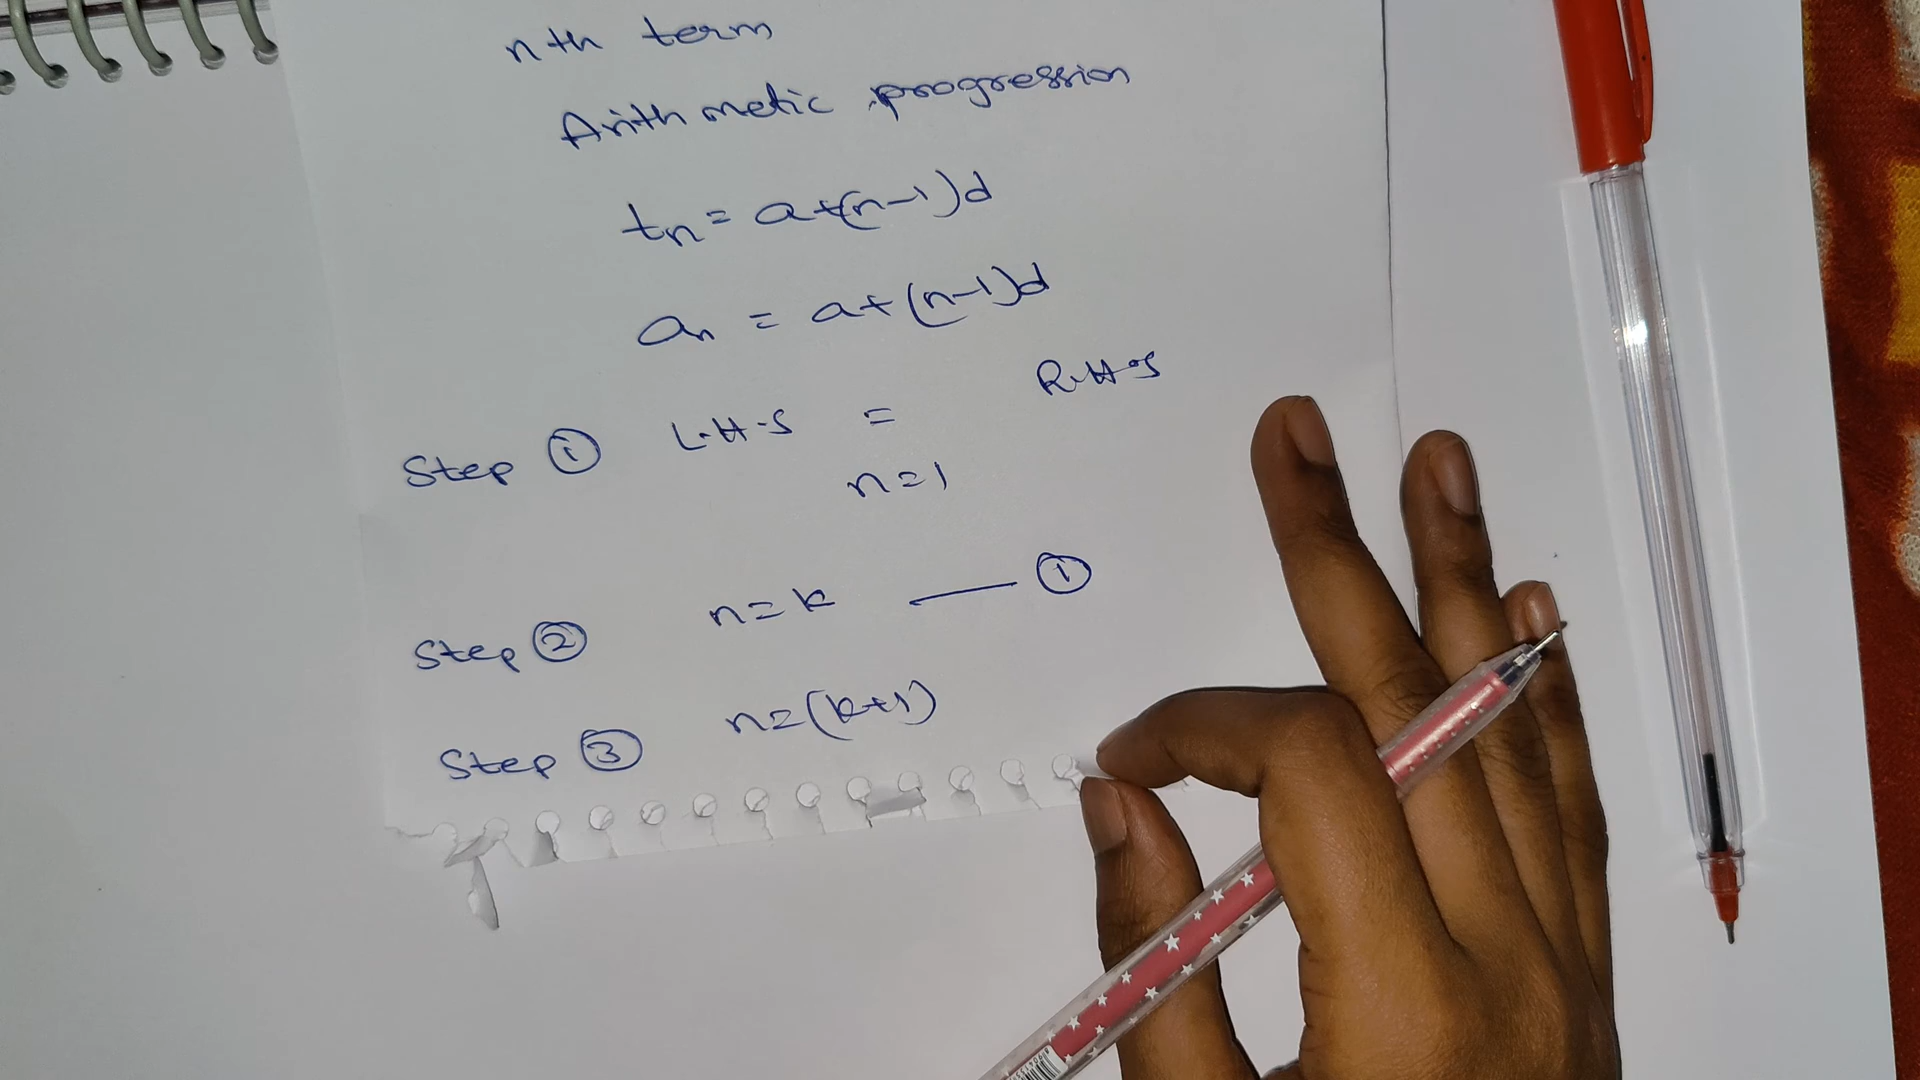 nth term
Arithmetic progression
tn = a+(n-1)d
an = a+(n-1)d
Step ① L.H.S = R.H.S
n=1
Step ② n=k —— ①
Step ③ n=(k+1)